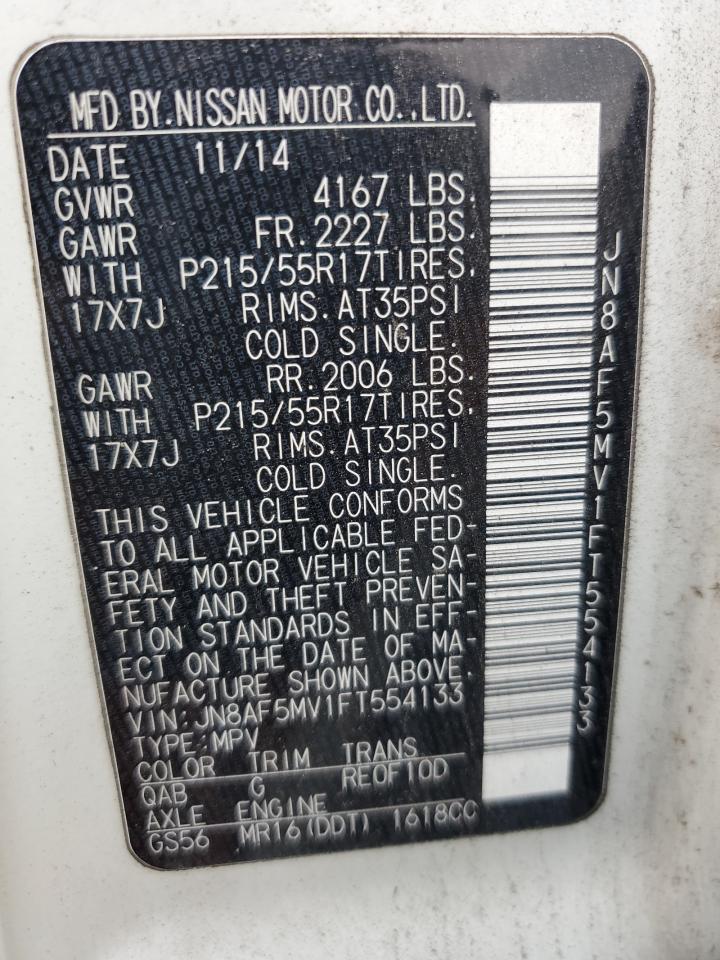 MFD BY.NISSAN MOTOR CO.,LTD.
DATE 11/14
GVWR 4167 LBS.
GAWR FR.2227 LBS.
WITH P215/55R17TIRES,
17X7J RIMS.AT35PSI
COLD SINGLE.
GAWR RR.2006 LBS.
WITH P215/55R17TIRES,
17X7J RIMS.AT35PSI
COLD SINGLE.
THIS VEHICLE CONFORMS
TO ALL APPLICABLE FED-
ERAL MOTOR VEHICLE SA-
FETY AND THEFT PREVEN-
TION STANDARDS IN EFF-
ECT ON THE DATE OF MA-
NUFACTURE SHOWN ABOVE.
VIN:JN8AF5MV1FT554133
TYPE:MPV
COLOR TRIM TRANS
QAB G RE0F10D
AXLE ENGINE
GS56 MR16(DDT) 1618CC
JN8AF5MV1FT554133